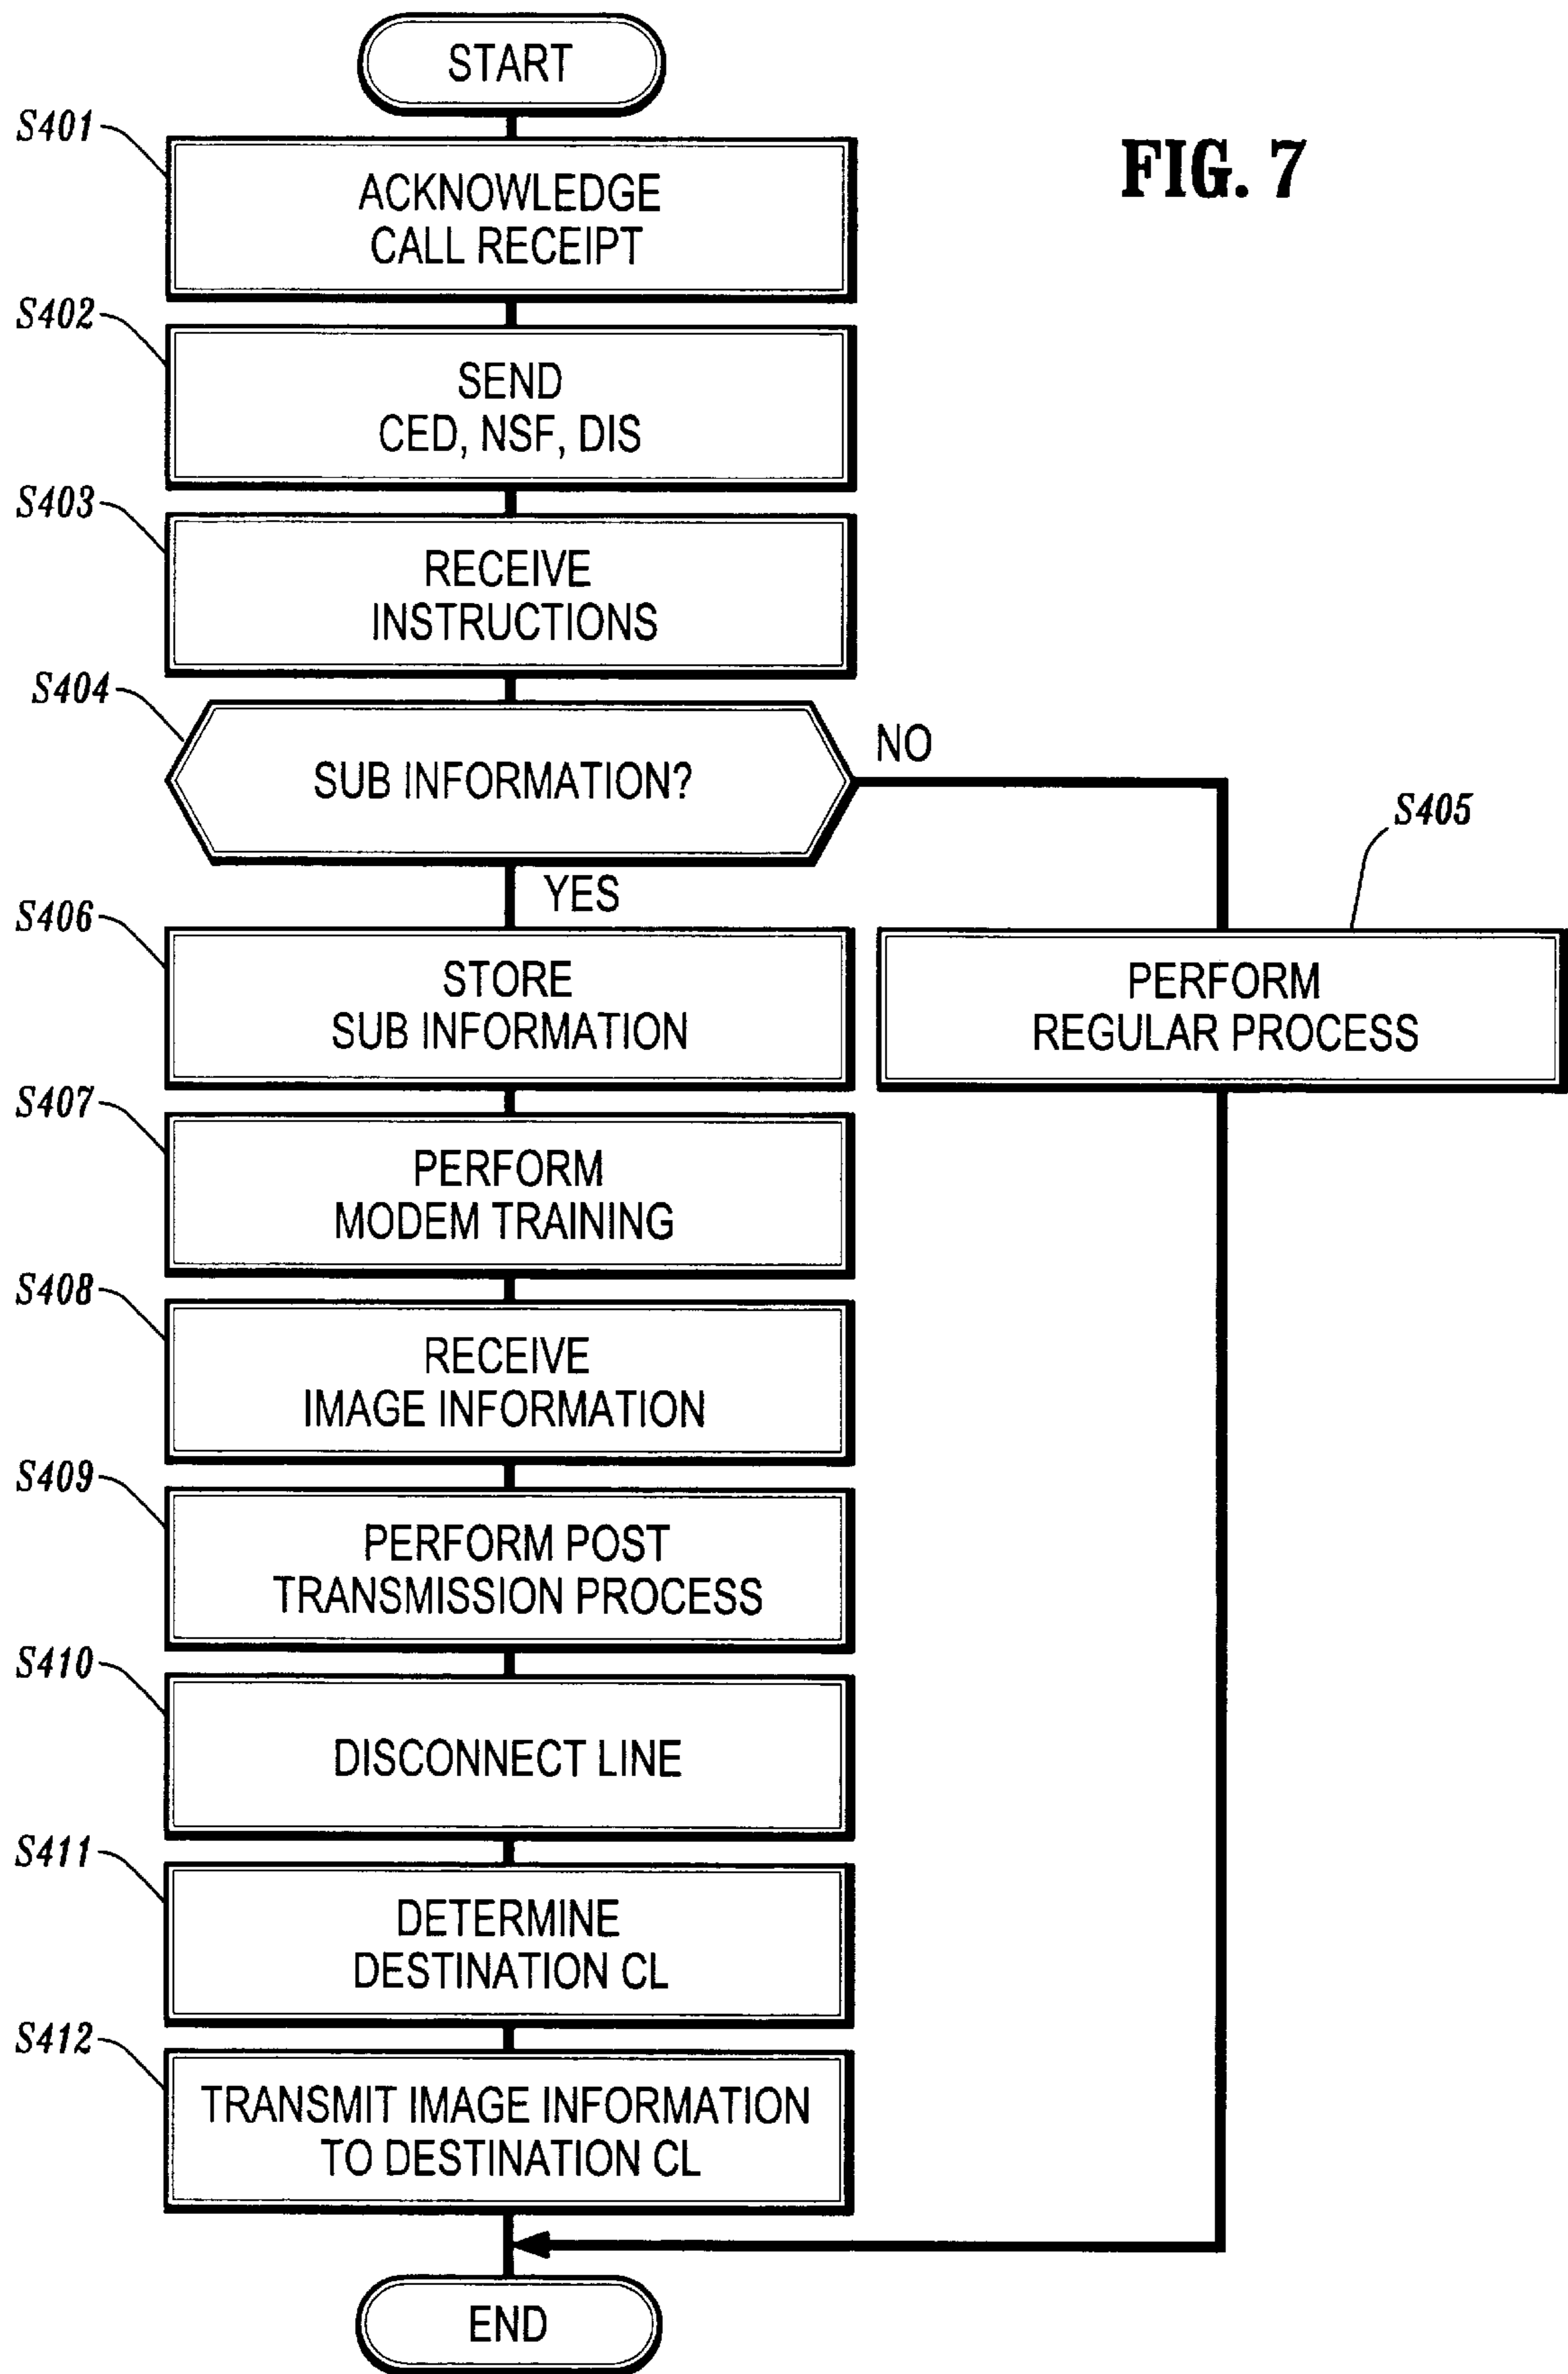 START
FIG. 7
S401
ACKNOWLEDGE
CALL RECEIPT
S402
SEND
CED, NSF, DIS
S403
RECEIVE
INSTRUCTIONS
S404
SUB INFORMATION?
NO
YES
S405
PERFORM
REGULAR PROCESS
S406
STORE
SUB INFORMATION
S407
PERFORM
MODEM TRAINING
S408
RECEIVE
IMAGE INFORMATION
S409
PERFORM POST
TRANSMISSION PROCESS
S410
DISCONNECT LINE
S411
DETERMINE
DESTINATION CL
S412
TRANSMIT IMAGE INFORMATION
TO DESTINATION CL
END